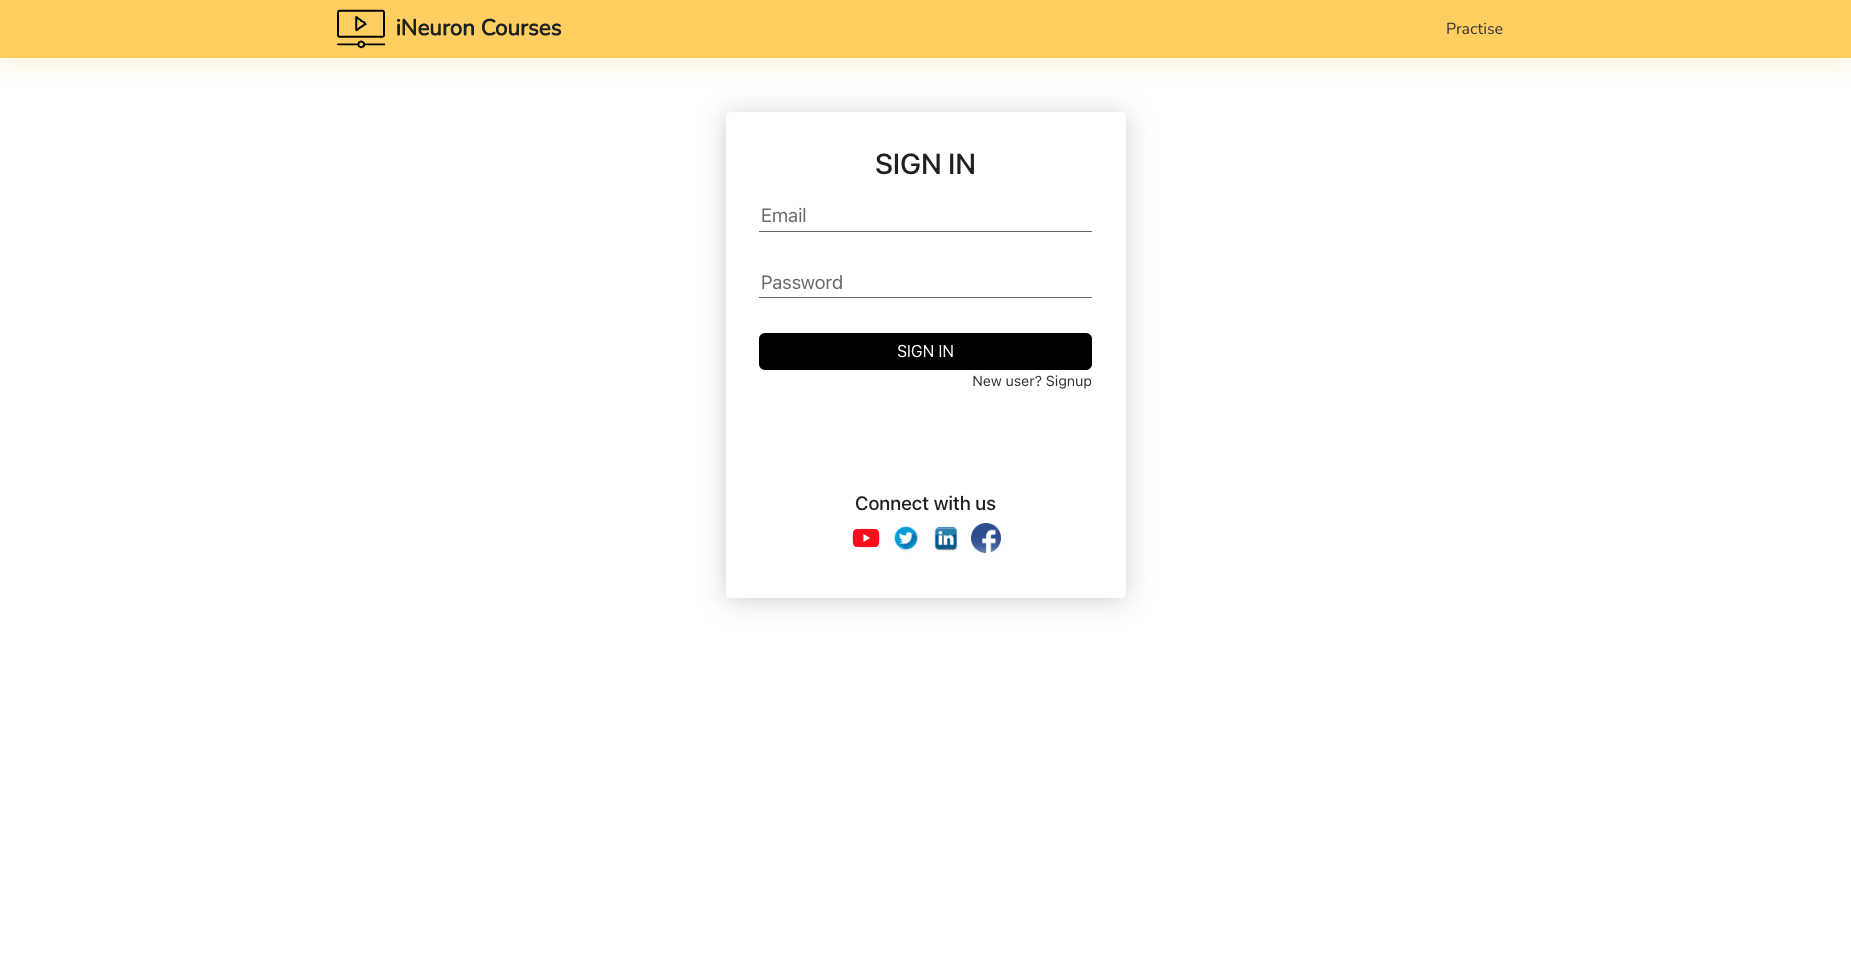 iNeuron Courses
Practise
SIGN IN
Email
Password
SIGN IN
New user? Signup
Connect with us